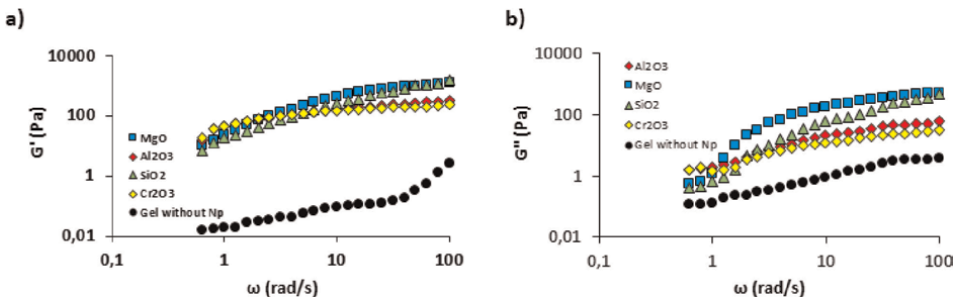 a)
10000
100
1
0,01
G' (Pa)
MgO
Al2O3
SiO2
Cr2O3
Gel without Np
0,1 1 10 100
ω (rad/s)
b)
10000
100
1
0,01
G'' (Pa)
Al2O3
MgO
SiO2
Cr2O3
Gel without Np
0,1 1 10 100
ω (rad/s)